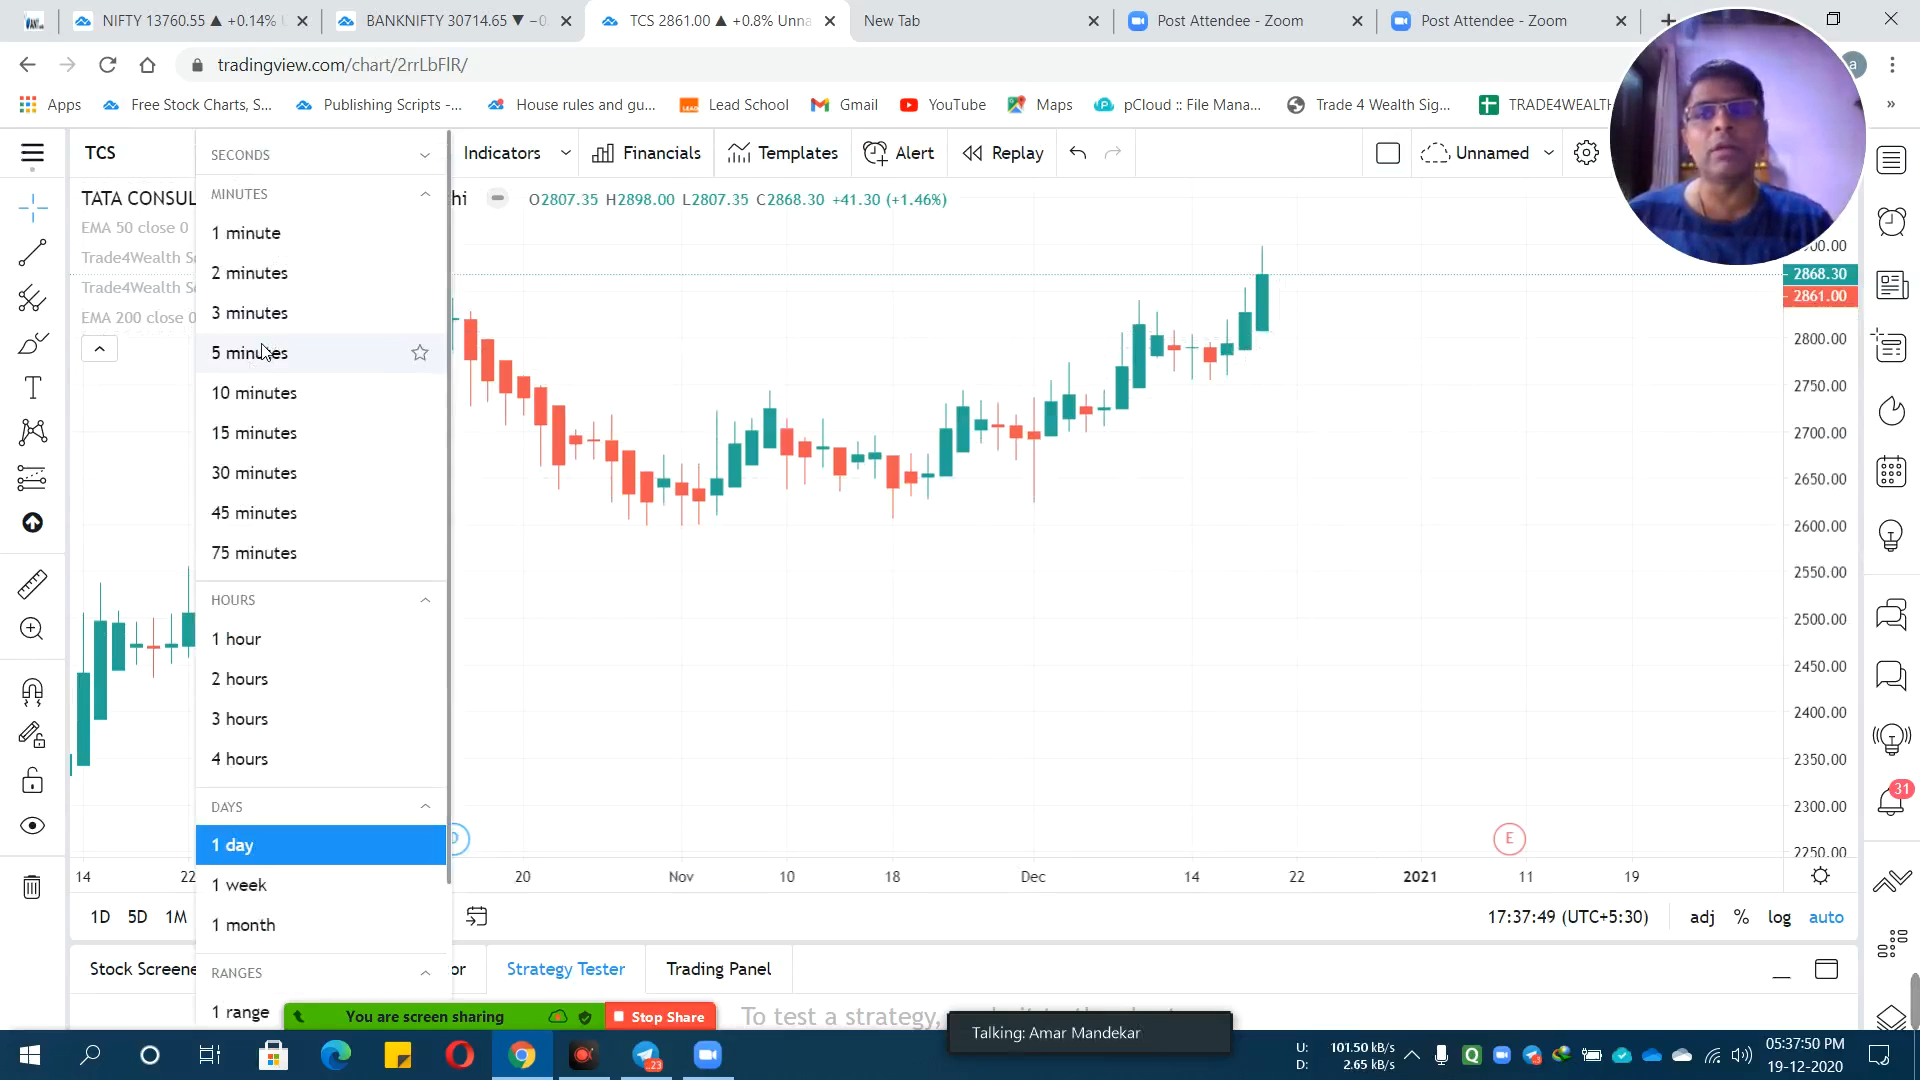 NIFTY 13760.55 ▲ +0.14%
BANKNIFTY 30714.65 ▼ −0.
TCS 2861.00 ▲ +0.8% Unna
New Tab
Post Attendee - Zoom
Post Attendee - Zoom
tradingview.com/chart/2rrLbFlR/
a
Apps
Free Stock Charts, S...
Publishing Scripts -...
House rules and gu...
Lead School
Gmail
YouTube
Maps
pCloud :: File Mana...
Trade 4 Wealth Sig...
TRADE4WEALTH
»
TCS
SECONDS
Indicators
Financials
Templates
Alert
Replay
Unnamed
TATA CONSUL
hi
O2807.35 H2898.00 L2807.35 C2868.30 +41.30 (+1.46%)
EMA 50 close 0
Trade4Wealth S
Trade4Wealth S
EMA 200 close 0
MINUTES
1 minute
2 minutes
3 minutes
5 minutes
10 minutes
15 minutes
30 minutes
45 minutes
75 minutes
HOURS
1 hour
2 hours
3 hours
4 hours
DAYS
1 day
1 week
1 month
RANGES
1 range
2868.30
2861.00
2800.00
2750.00
2700.00
2650.00
2600.00
2550.00
2500.00
2450.00
2400.00
2350.00
2300.00
2250.00
31
D
E
14
22
20
Nov
10
18
Dec
14
22
2021
11
19
1D 5D 1M
17:37:49 (UTC+5:30)
adj % log auto
Stock Screene
or
Strategy Tester
Trading Panel
To test a strategy,
You are screen sharing
Stop Share
Talking: Amar Mandekar
23
U: 101.50 kB/s
D: 2.65 kB/s
05:37:50 PM
19-12-2020